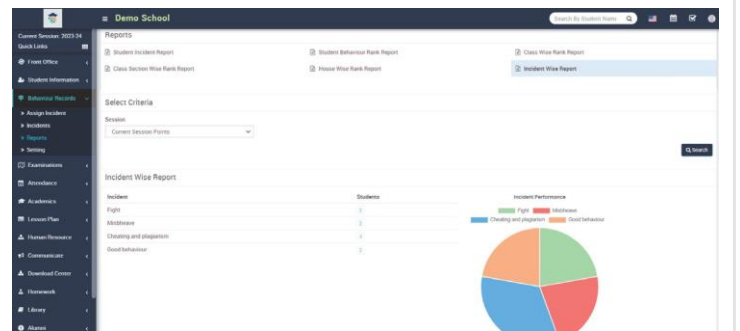 Demo School
Search By Student Name
Current Session: 2023-24
Quick Links
Front Office
Student Information
Behaviour Records
Assign Incident
Incidents
Reports
Setting
Examinations
Attendance
Academics
Lesson Plan
Human Resource
Communicate
Download Center
Homework
Library
Alumni
Reports
Student Incident Report
Student Behaviour Rank Report
Class Wise Rank Report
Class Section Wise Rank Report
House Wise Rank Report
Incident Wise Report
Select Criteria
Session
Current Session Points
Search
Incident Wise Report
Incident Students
Fight
Misbheave
Cheating and plagiarism
Good behaviour
Incident Performance
Fight Misbheave
Cheating and plagiarism Good behaviour